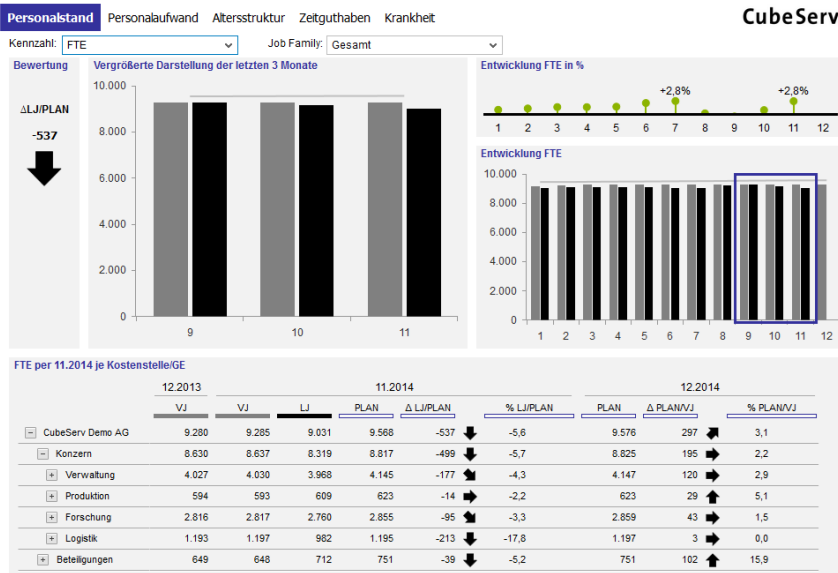 Personalstand Personalaufwand Altersstruktur Zeitguthaben Krankheit CubeServ
Kennzahl: FTE Job Family: Gesamt
Bewertung
ΔLJ/PLAN
-537
Vergrößerte Darstellung der letzten 3 Monate
10.000
8.000
6.000
4.000
2.000
0
9 10 11
Entwicklung FTE in %
+2,8% +2,8%
1 2 3 4 5 6 7 8 9 10 11 12
Entwicklung FTE
10.000
8.000
6.000
4.000
2.000
0
1 2 3 4 5 6 7 8 9 10 11 12
FTE per 11.2014 je Kostenstelle/GE
12.2013 11.2014 12.2014
VJ VJ LJ PLAN Δ LJ/PLAN % LJ/PLAN PLAN Δ PLAN/VJ % PLAN/VJ
CubeServ Demo AG 9.280 9.285 9.031 9.568 -537 -5,6 9.576 297 3,1
Konzern 8.630 8.637 8.319 8.817 -499 -5,7 8.825 195 2,2
Verwaltung 4.027 4.030 3.968 4.145 -177 -4,3 4.147 120 2,9
Produktion 594 593 609 623 -14 -2,2 623 29 5,1
Forschung 2.816 2.817 2.760 2.855 -95 -3,3 2.859 43 1,5
Logistik 1.193 1.197 982 1.195 -213 -17,8 1.197 3 0,0
Beteiligungen 649 648 712 751 -39 -5,2 751 102 15,9